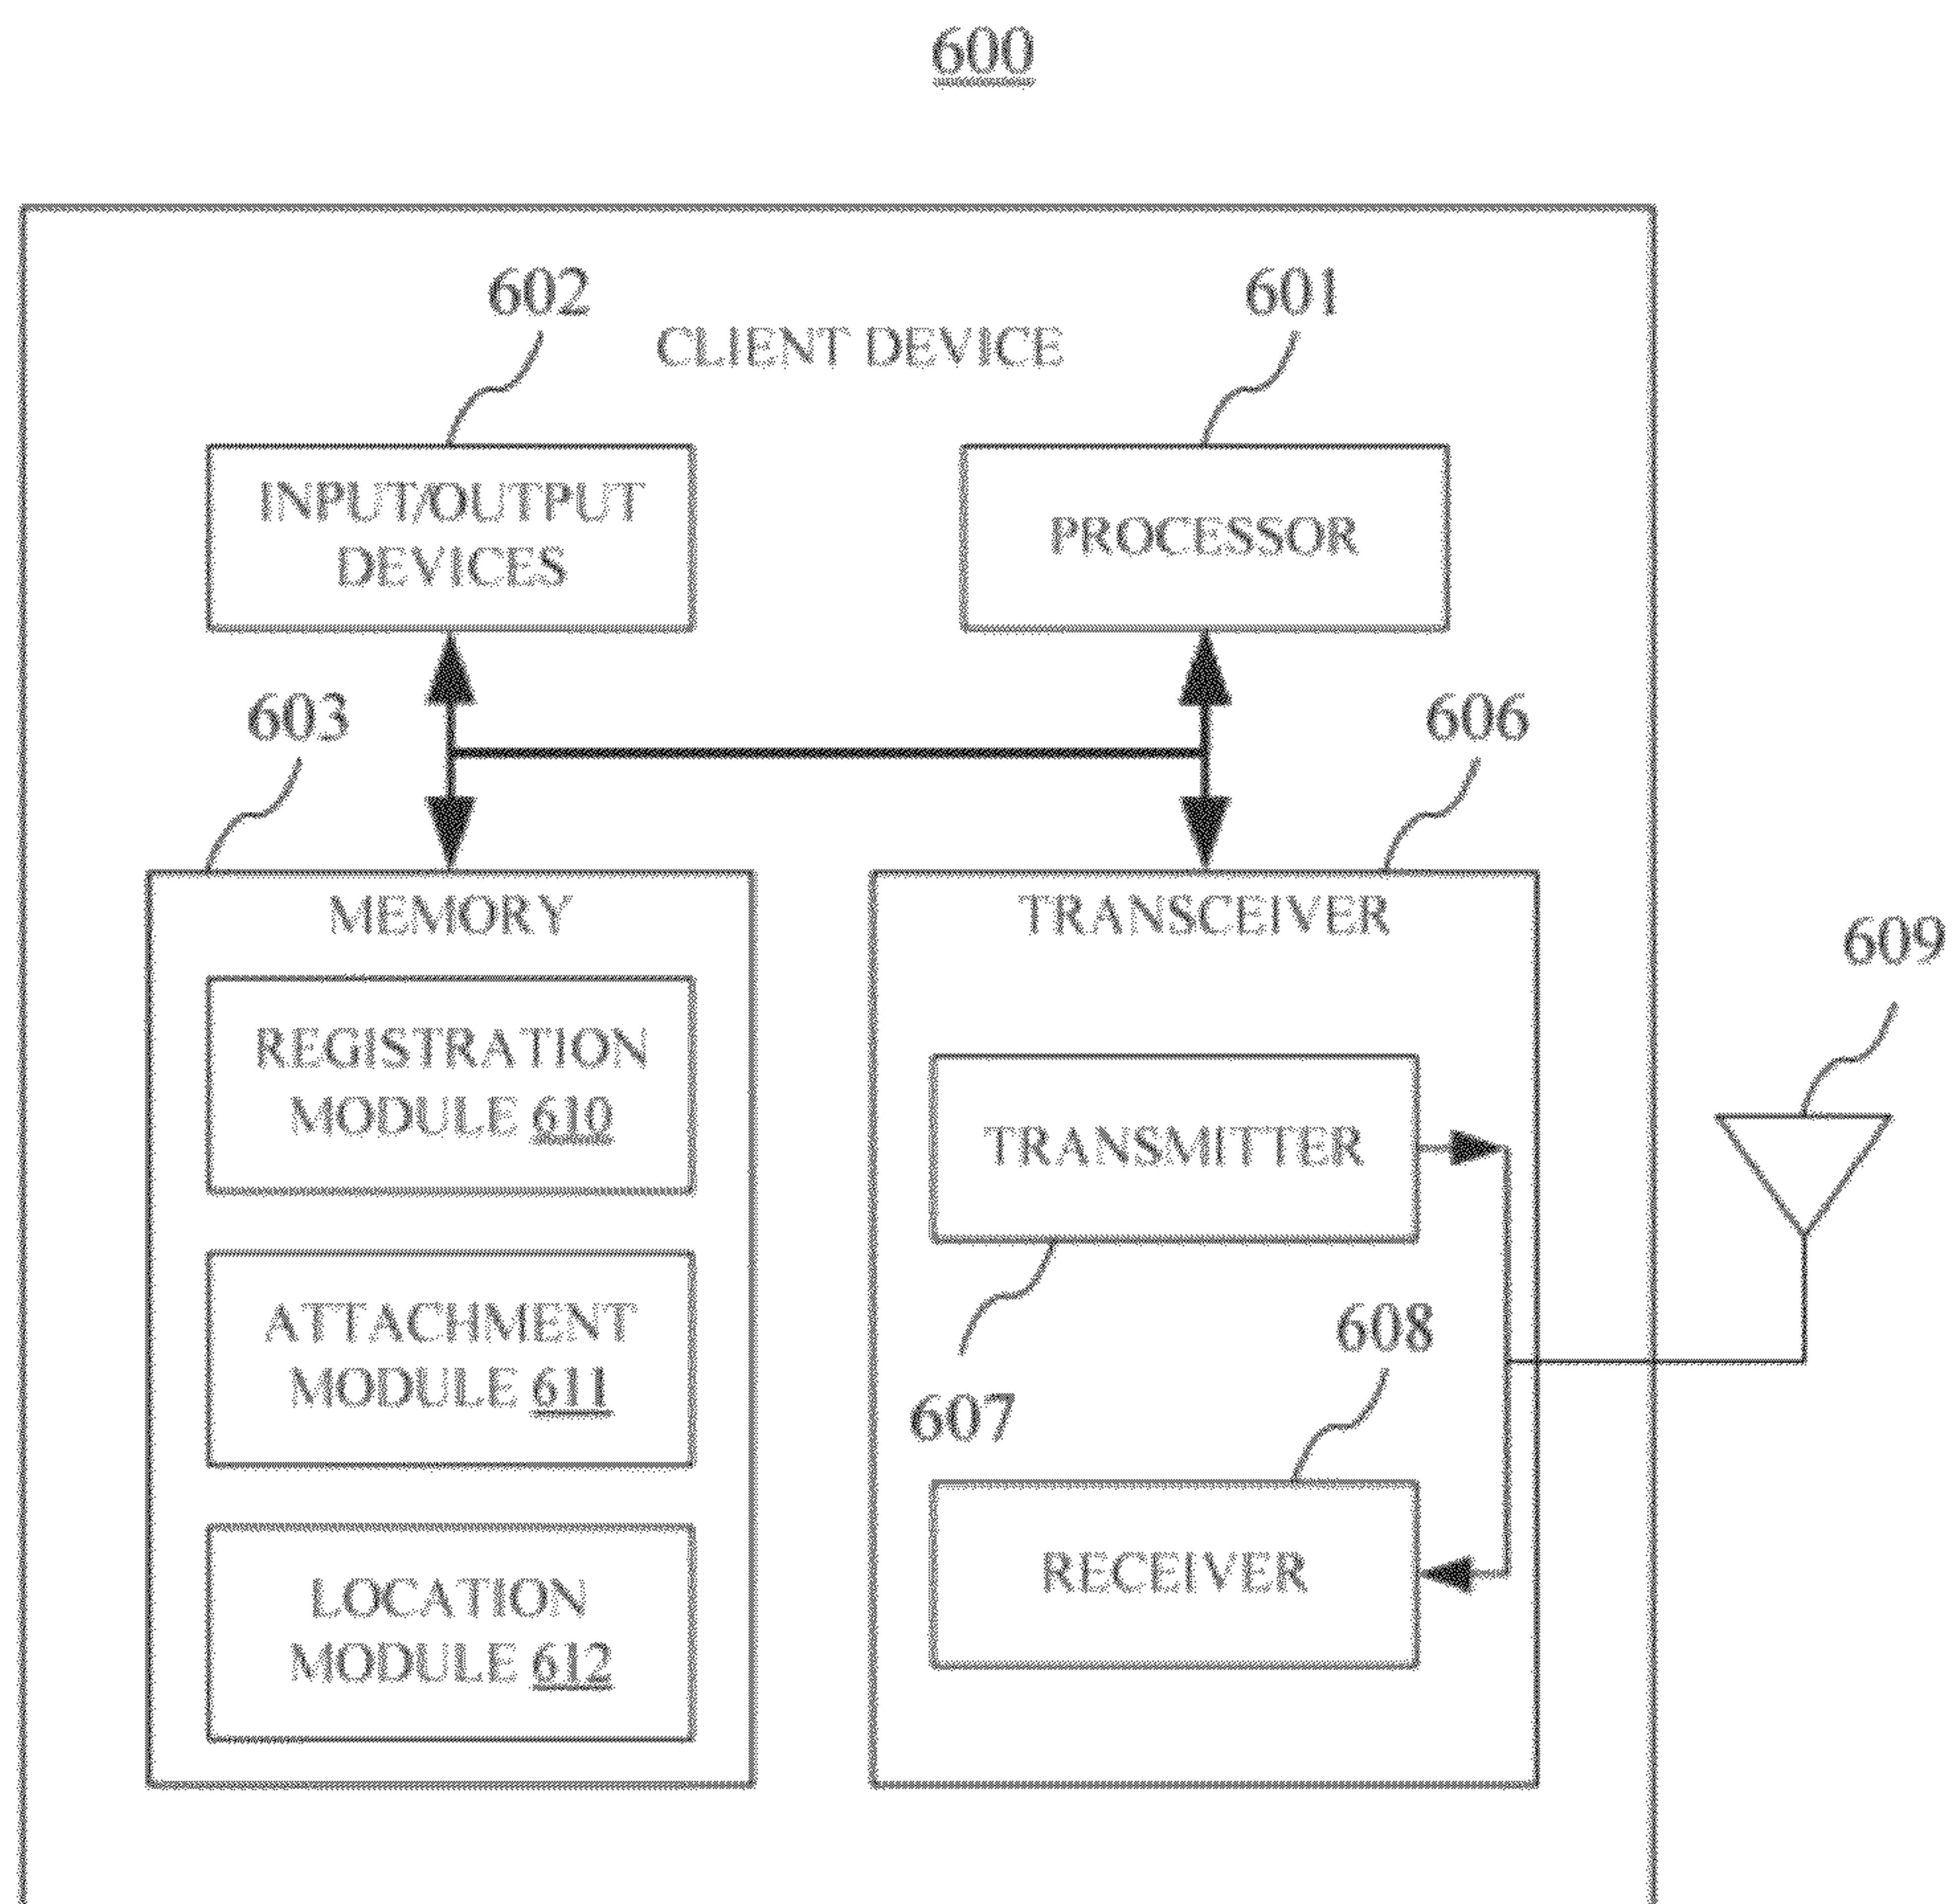 600
602
601
CLIENT DEVICE
INPUT/OUTPUT
DEVICES
PROCESSOR
603
606
MEMORY
TRANSCEIVER
609
REGISTRATION
MODULE 610
TRANSMITTER
ATTACHMENT
MODULE 611
608
607
RECEIVER
LOCATION
MODULE 612